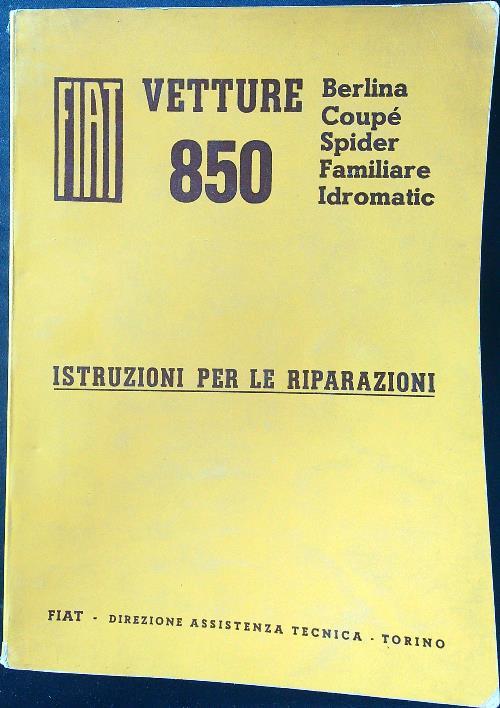 FIAT
VETTURE
850
Berlina
Coupé
Spider
Familiare
Idromatic
ISTRUZIONI PER LE RIPARAZIONI
FIAT - DIREZIONE ASSISTENZA TECNICA - TORINO